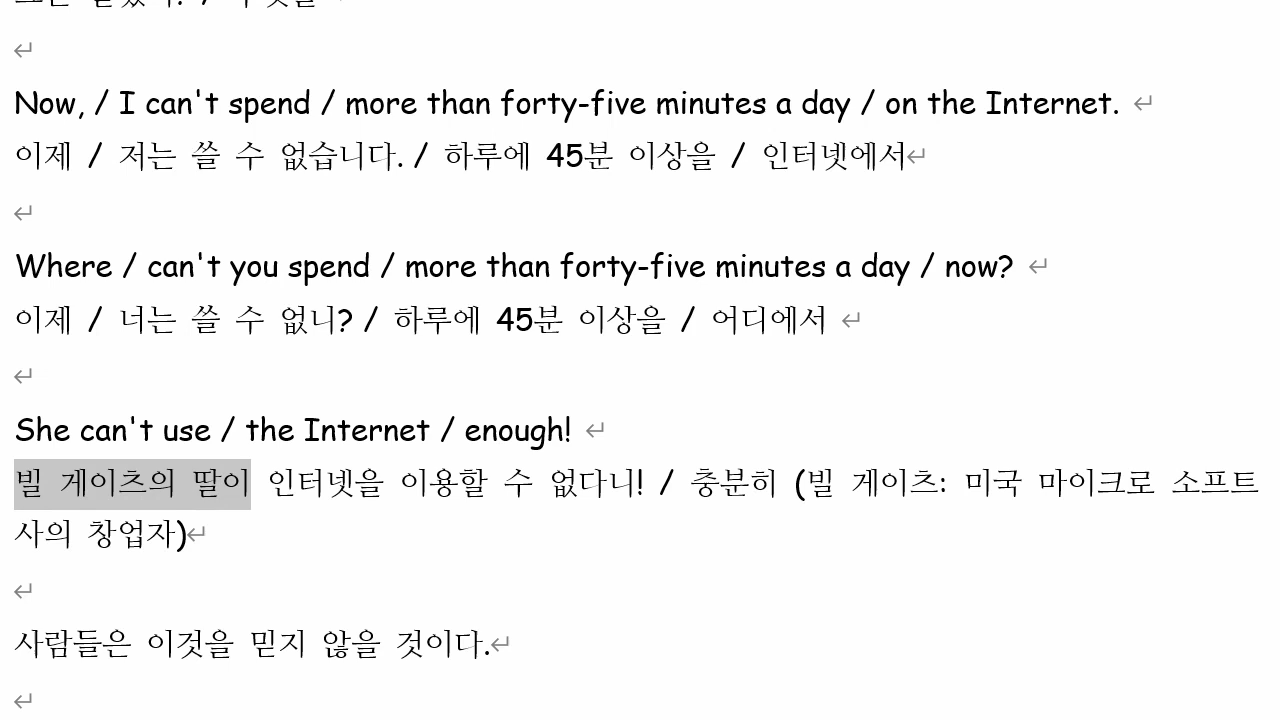 Now, / I can't spend / more than forty-five minutes a day / on the Internet. ↵
이제 / 저는 쓸 수 없습니다. / 하루에 45분 이상을 / 인터넷에서↵
↵
Where / can't you spend / more than forty-five minutes a day / now? ↵
이제 / 너는 쓸 수 없니? / 하루에 45분 이상을 / 어디에서 ↵
↵
She can't use / the Internet / enough! ↵
빌 게이츠의 딸이 인터넷을 이용할 수 없다니! / 충분히 (빌 게이츠: 미국 마이크로 소프트
사의 창업자)↵
↵
사람들은 이것을 믿지 않을 것이다.↵
↵